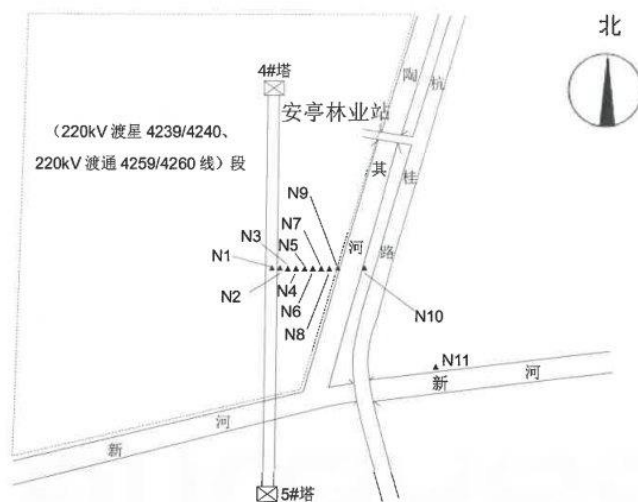 北
4#塔
陶
杭
安亭林业站
(220kV 渡星 4239/4240、
220kV 渡通 4259/4260 线) 段
其
桂
N9
N7
N3
N5
河
路
N1
N2
N4
N6
N8
N10
N11
新
河
新
河
5#塔